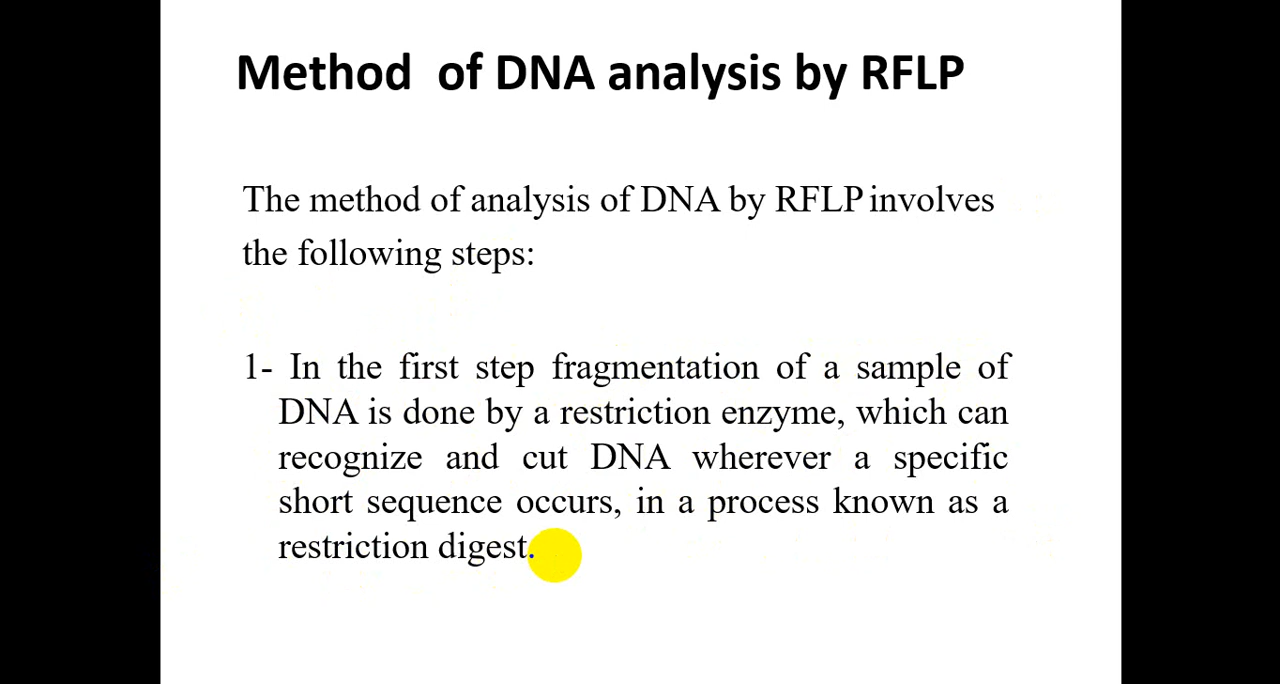 Method of DNA analysis by RFLP
The method of analysis of DNA by RFLP involves
the following steps:
1- In the first step fragmentation of a sample of
DNA is done by a restriction enzyme, which can
recognize and cut DNA wherever a specific
short sequence occurs, in a process known as a
restriction digest.